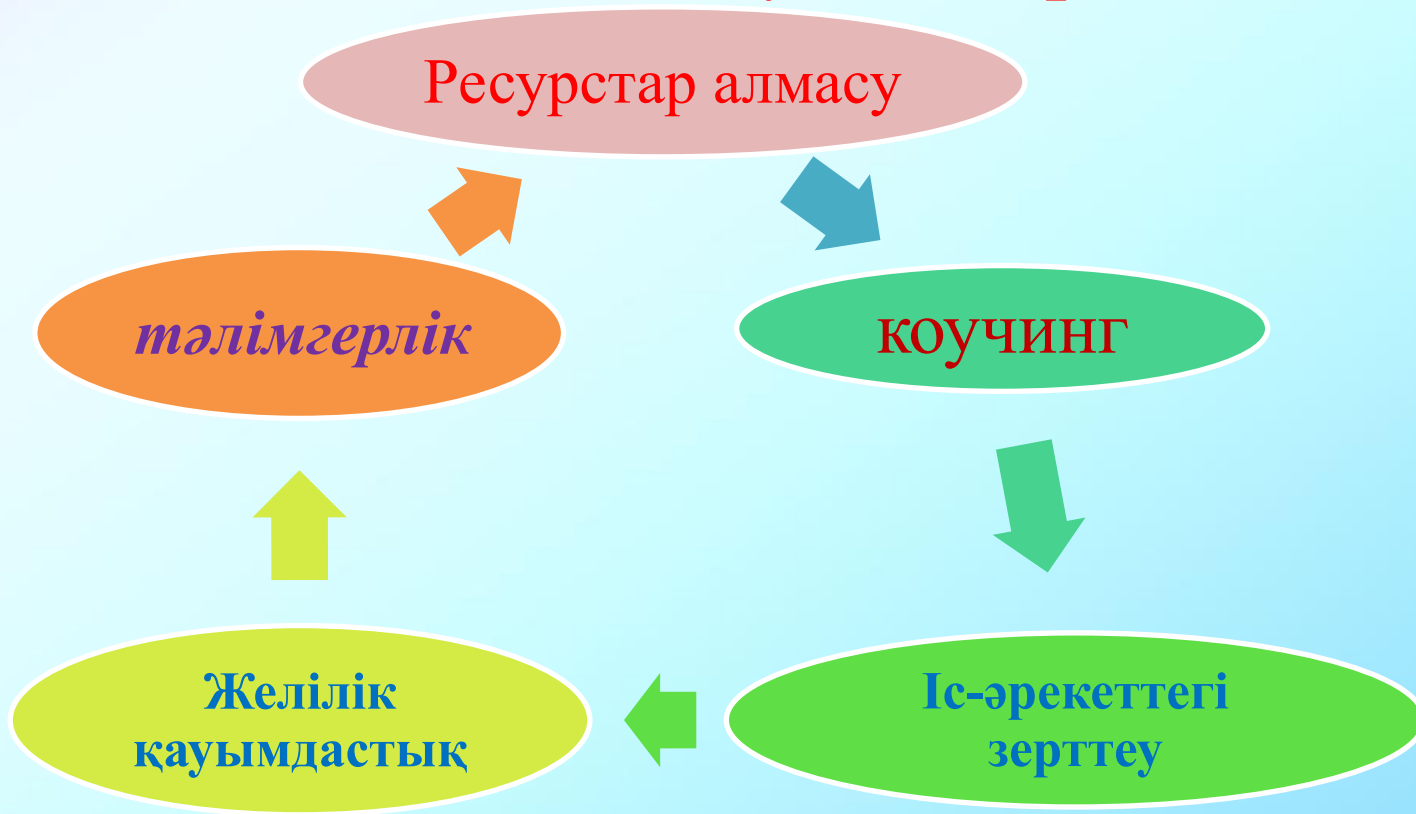 Ресурстар алмасу
тәлімгерлік
коучинг
Желілік
қауымдастық
Іс-әрекеттегі
зерттеу